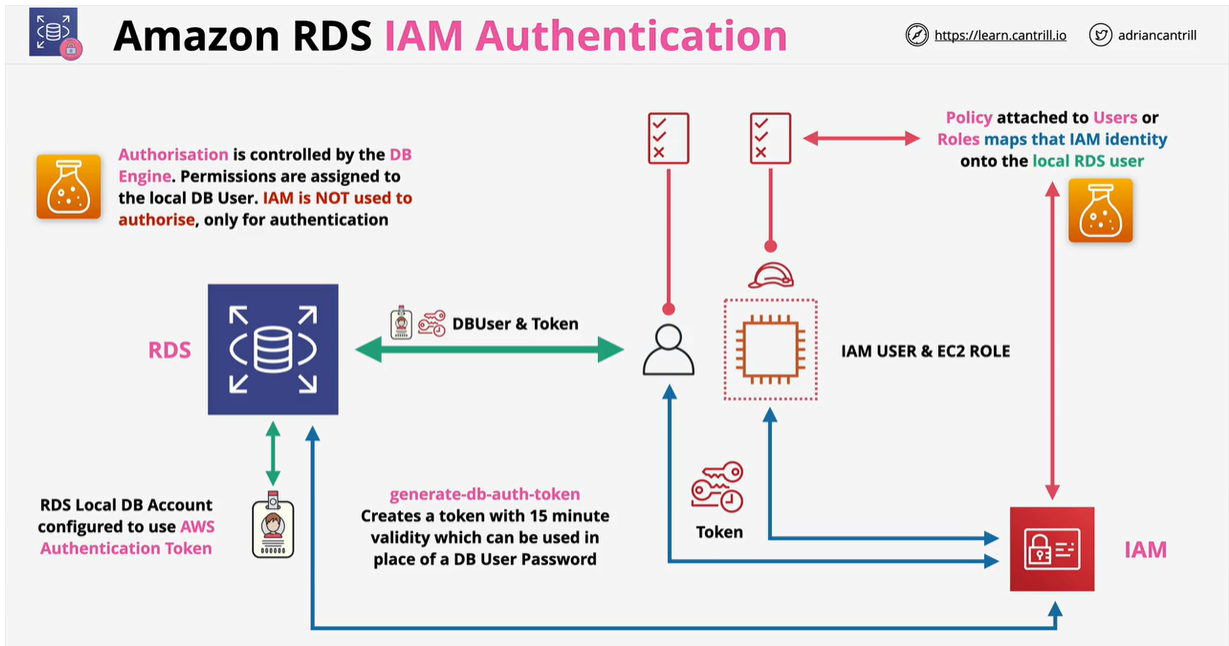 Amazon RDS IAM Authentication
https://learn.cantrill.io
adriancantrill
Authorisation is controlled by the DB
Engine. Permissions are assigned to
the local DB User. IAM is NOT used to
authorise, only for authentication
Policy attached to Users or
Roles maps that IAM identity
onto the local RDS user
RDS
DBUser & Token
IAM USER & EC2 ROLE
RDS Local DB Account
configured to use AWS
Authentication Token
generate-db-auth-token
Creates a token with 15 minute
validity which can be used in
place of a DB User Password
Token
IAM